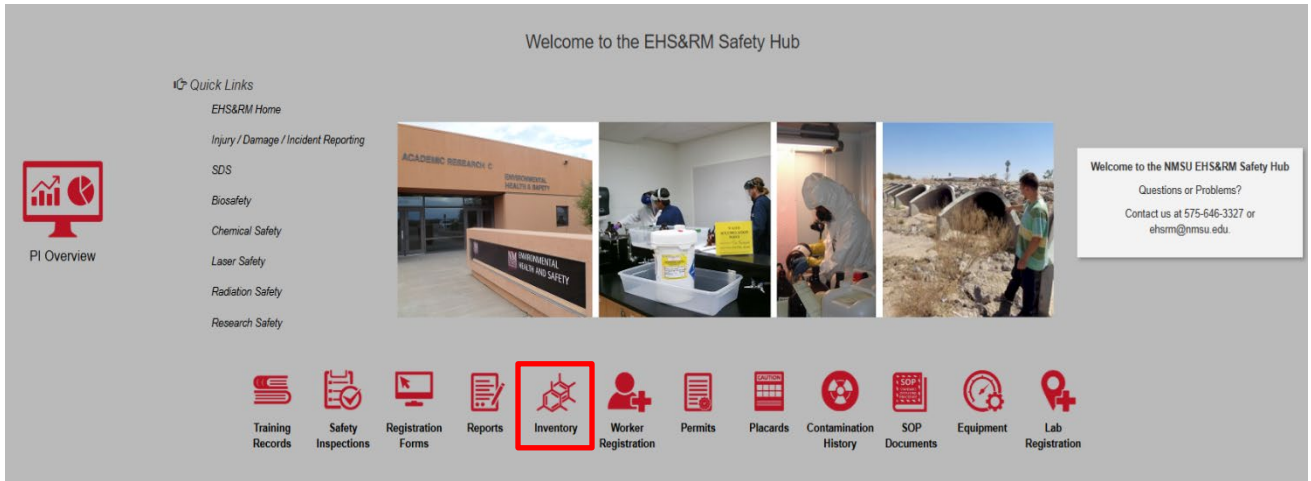 Welcome to the EHS&RM Safety Hub
Quick Links
EHS&RM Home
Injury / Damage / Incident Reporting
SDS
Biosafety
Chemical Safety
Laser Safety
Radiation Safety
Research Safety
PI Overview
ACADEMIC RESEARCH C
ENVIRONMENTAL
HEALTH & SAFETY
NM
ENVIRONMENTAL
HEALTH AND SAFETY
Welcome to the NMSU EHS&RM Safety Hub
Questions or Problems?
Contact us at 575-646-3327 or
ehsrm@nmsu.edu.
CAUTION
SOP
Training
Records
Safety
Inspections
Registration
Forms
Reports
Inventory
Worker
Registration
Permits
Placards
Contamination
History
SOP
Documents
Equipment
Lab
Registration